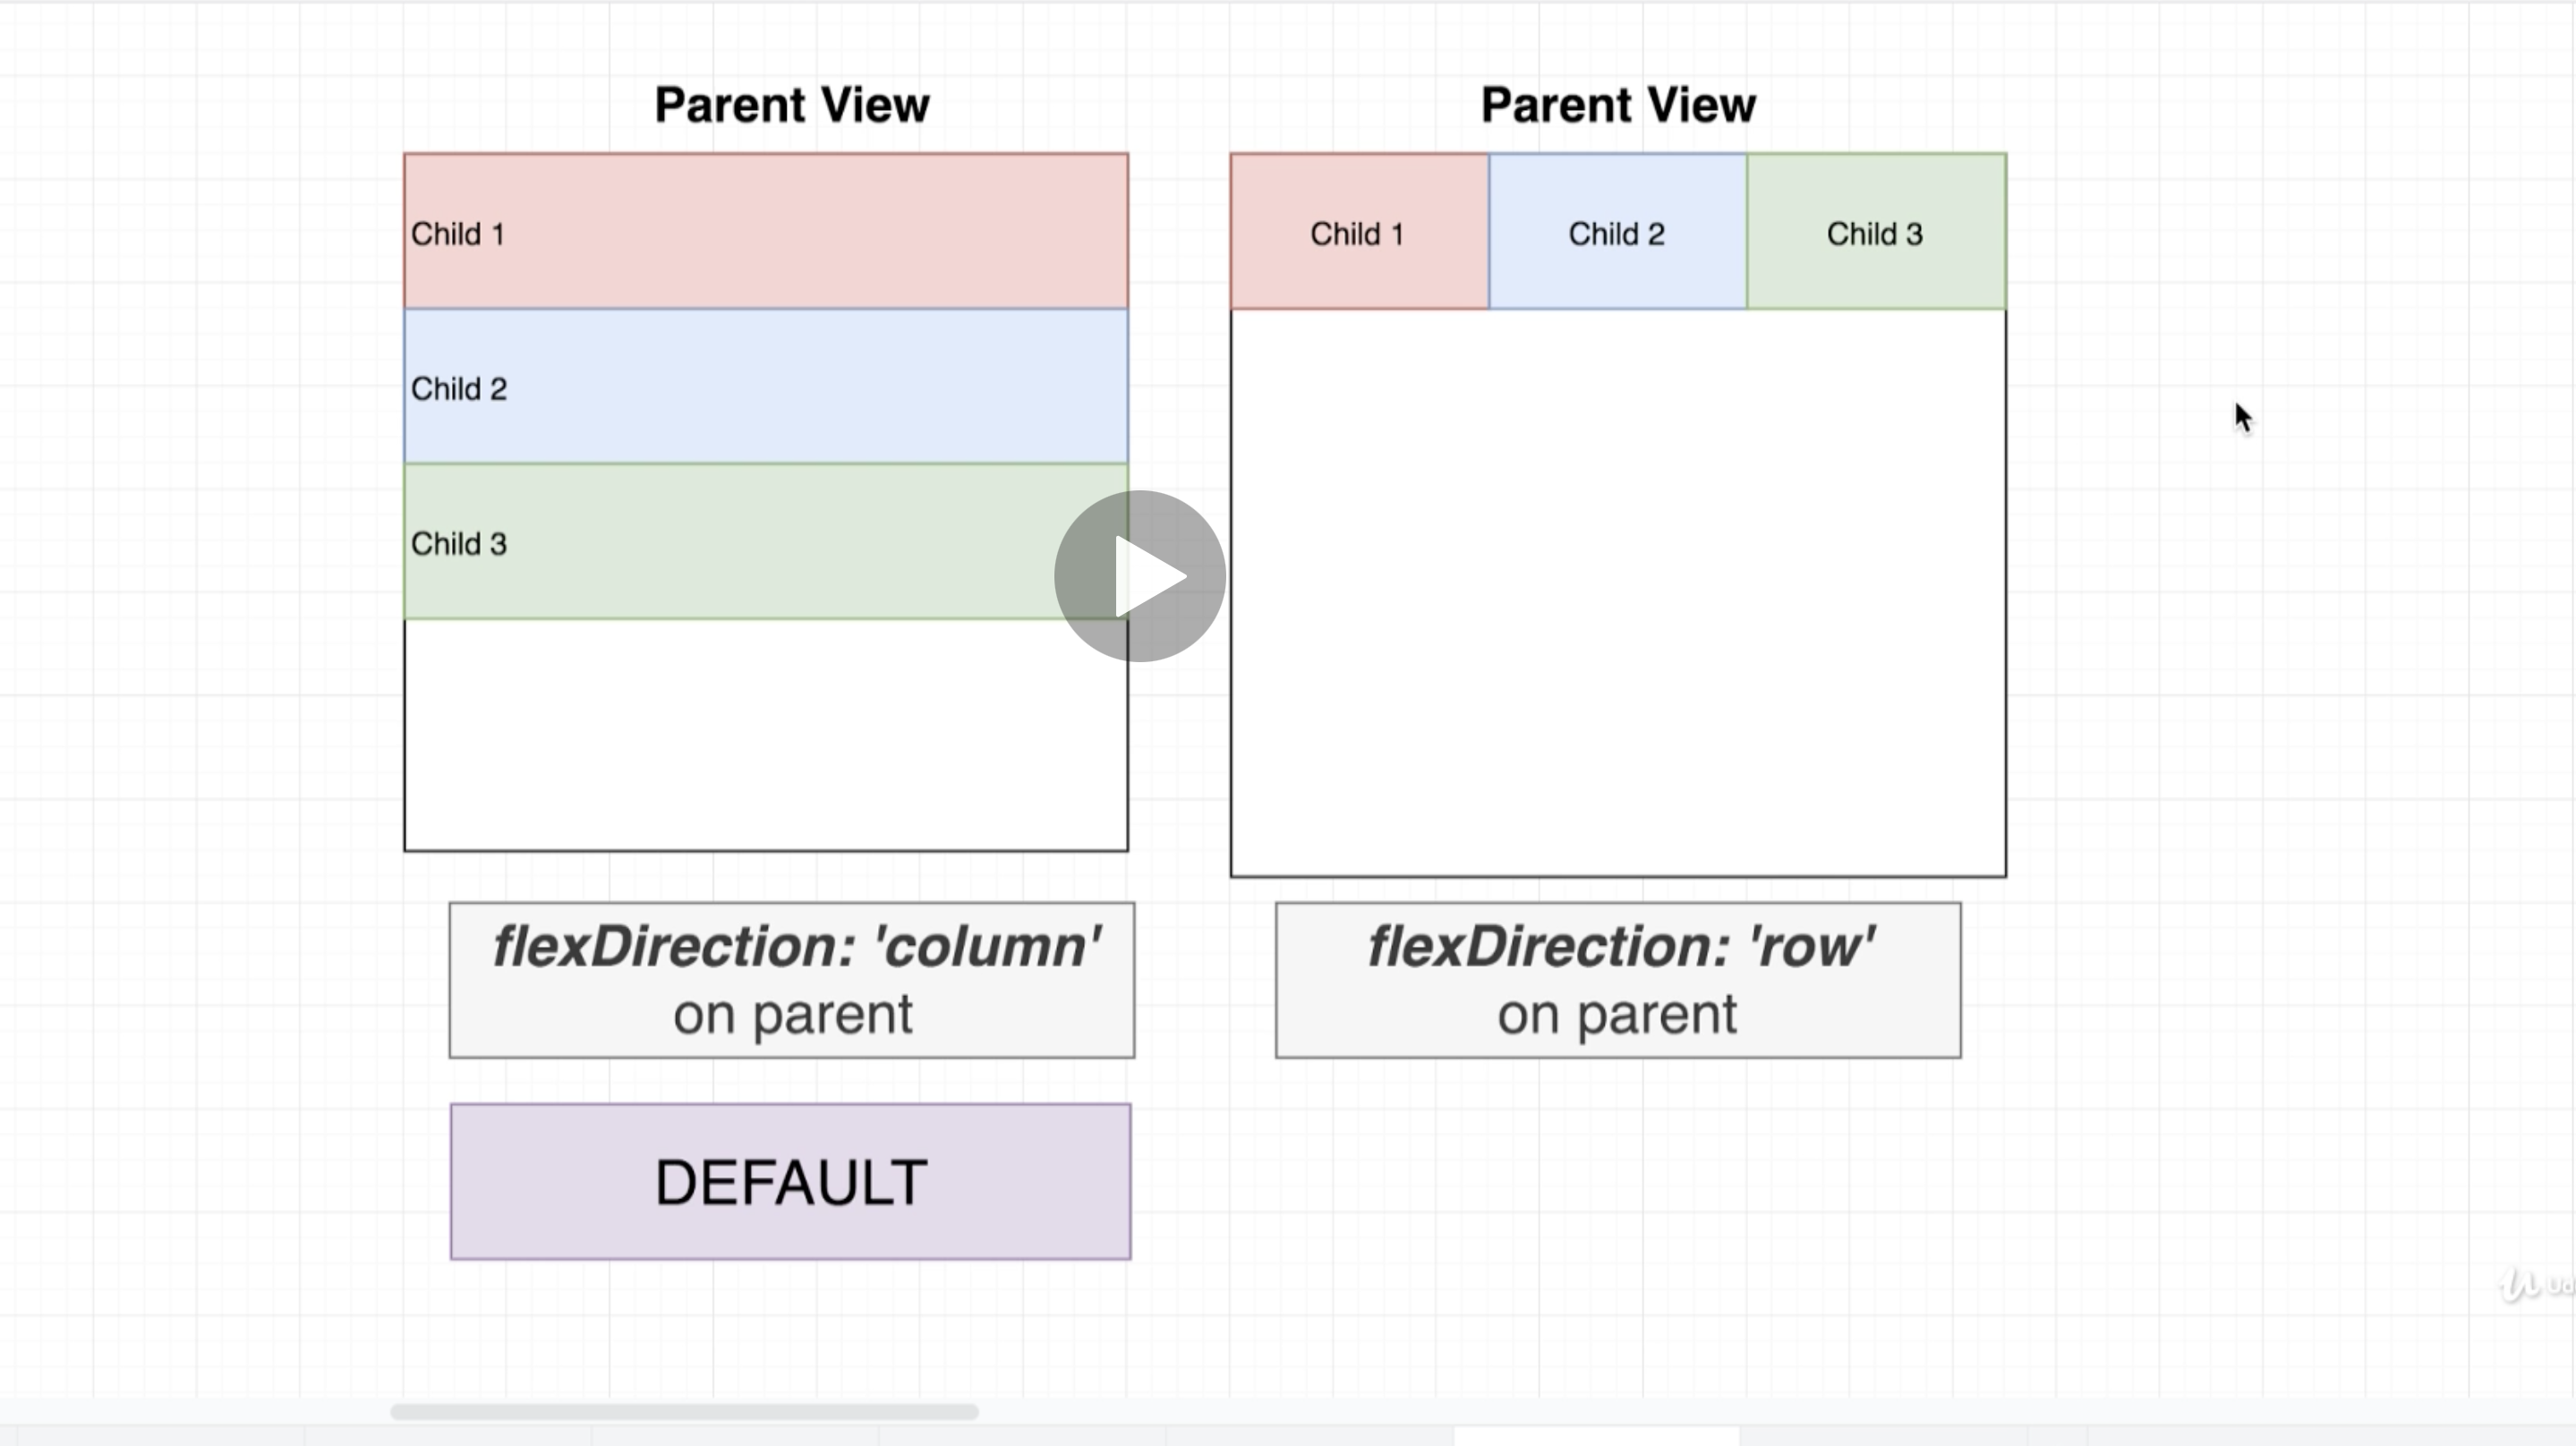 Parent View
Child 1
Child 2
Child 3
flexDirection: 'column'
on parent
DEFAULT
Parent View
Child 1 Child 2 Child 3
flexDirection: 'row'
on parent